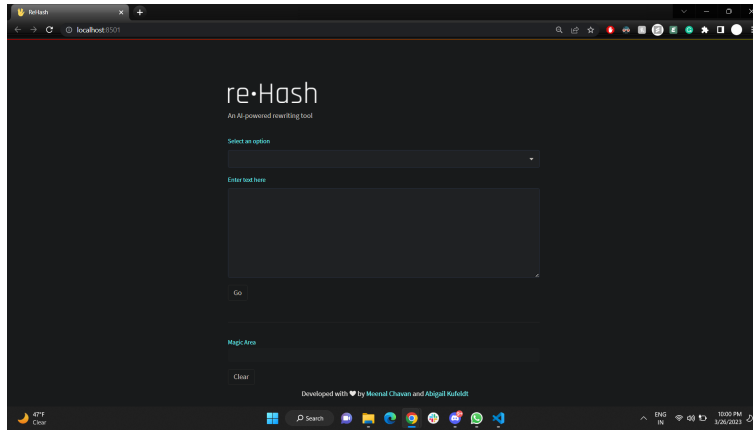 ReHash
localhost:8501
re•Hash
An AI-powered rewriting tool
Select an option
Enter text here
Go
Magic Area
Clear
Developed with ❤ by Meenal Chavan and Abigail Kufeldt
47°F
Clear
Search
ENG
IN
10:00 PM
3/26/2023